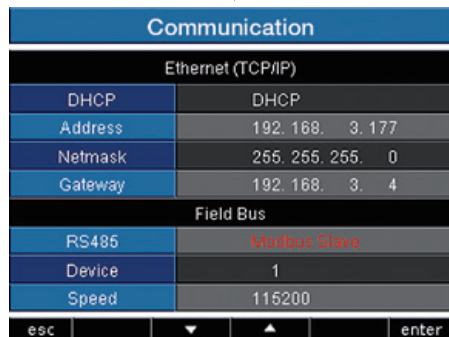 Communication
Ethernet (TCP/IP)
DHCP DHCP
Address 192. 168. 3. 177
Netmask 255. 255. 255. 0
Gateway 192. 168. 3. 4
Field Bus
RS485 Modbus Slave
Device 1
Speed 115200
esc ▼ ▲ enter